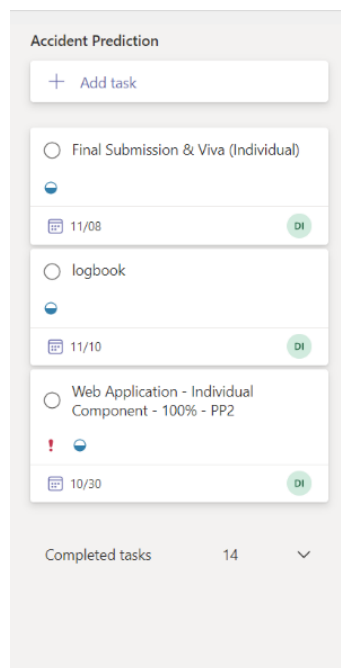 Accident Prediction
+ Add task
Final Submission & Viva (Individual)
11/08 DI
logbook
11/10 DI
Web Application - Individual
Component - 100% - PP2
!
10/30 DI
Completed tasks 14